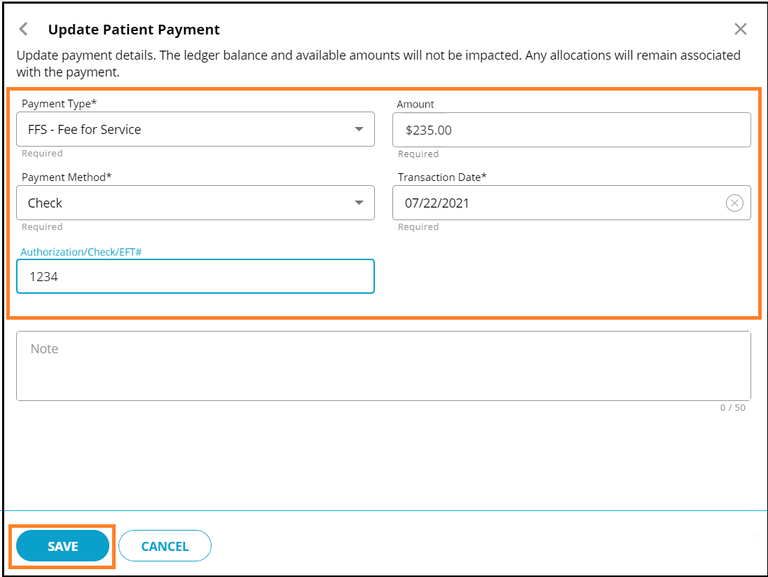 Update Patient Payment
Update payment details. The ledger balance and available amounts will not be impacted. Any allocations will remain associated
with the payment.
Payment Type*
Amount
FFS - Fee for Service
$235.00
Required
Required
Payment Method*
Transaction Date*
Check
07/22/2021
Required
Required
Authorization/Check/EFT#
1234
Note
0 / 50
SAVE
CANCEL